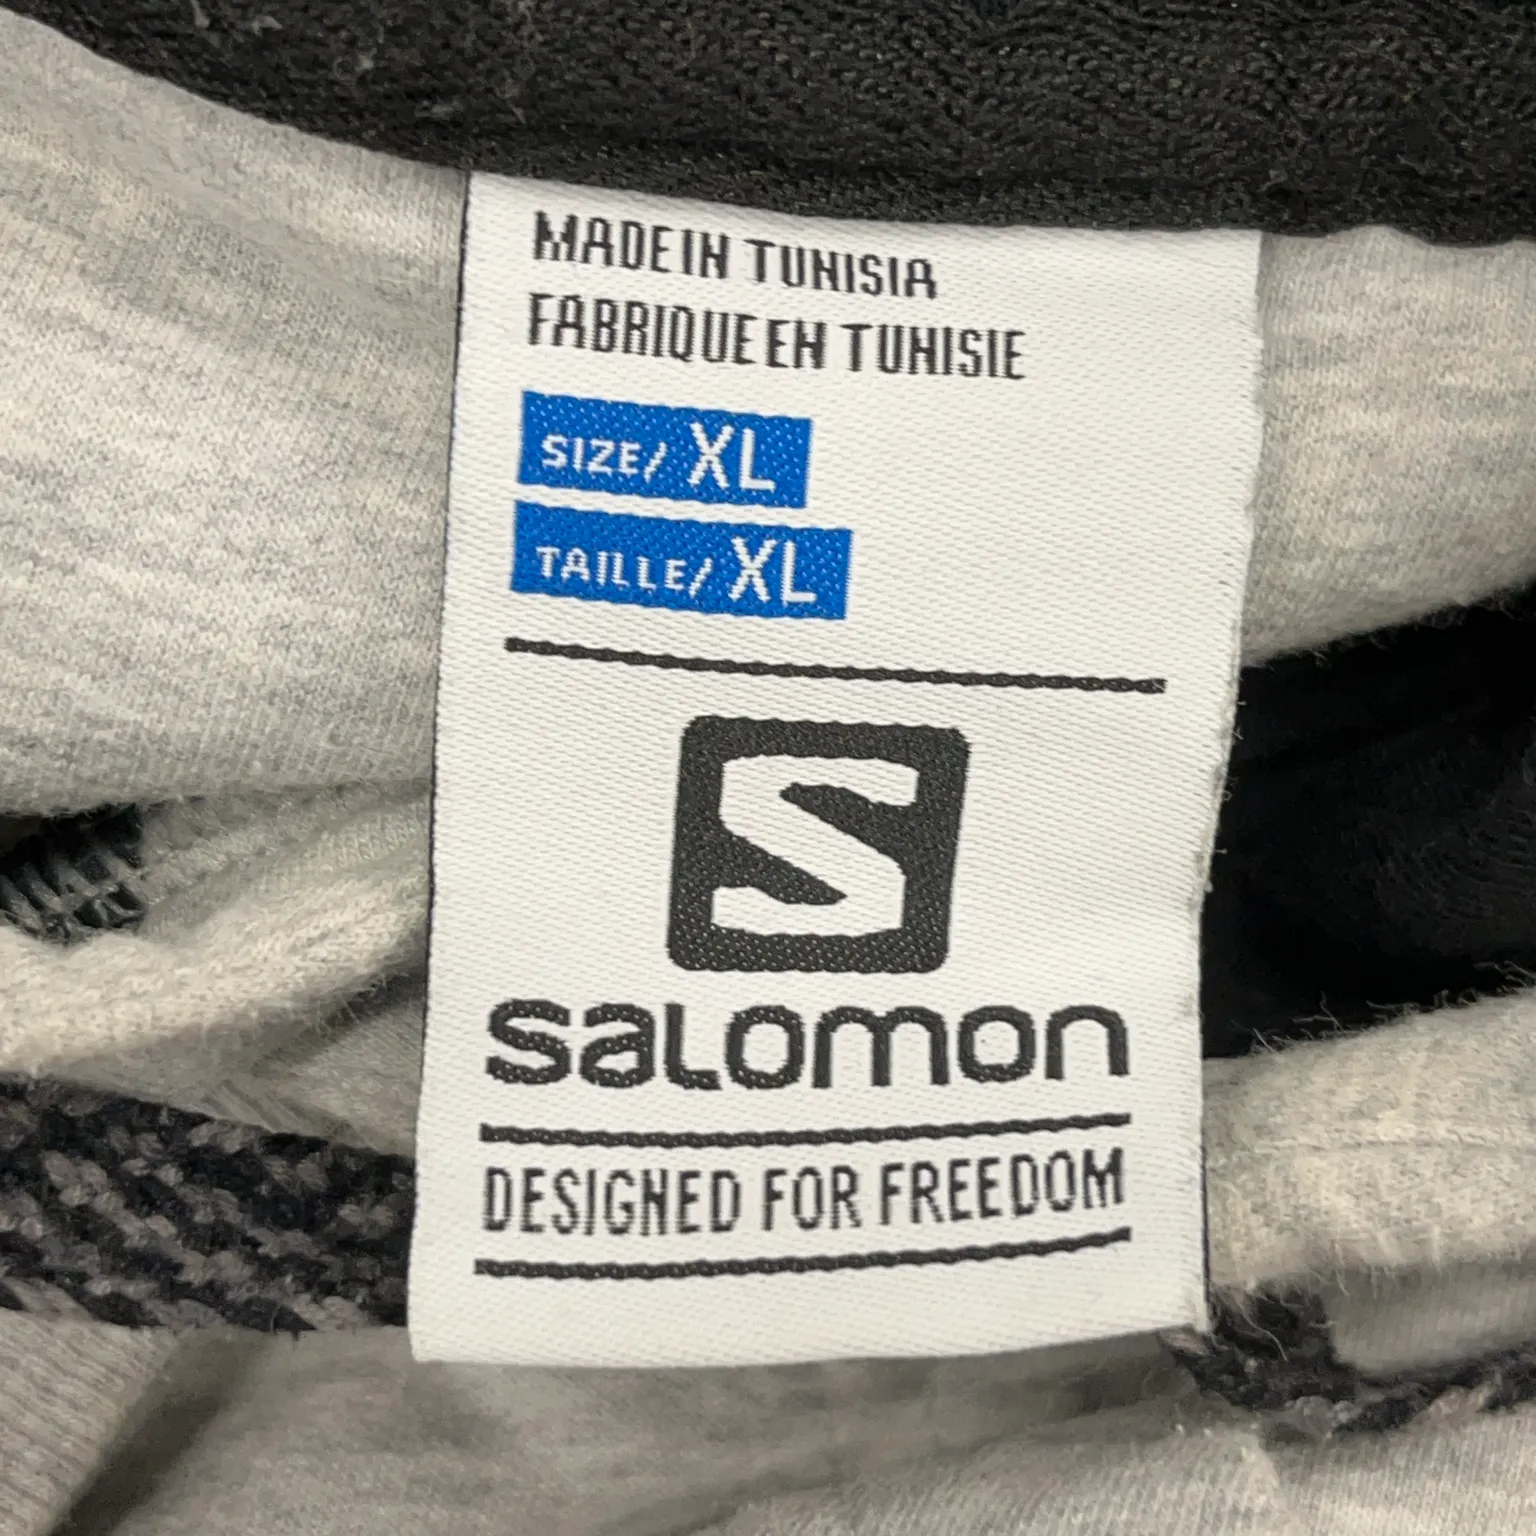 MADE IN TUNISIA
FABRIQUE EN TUNISIE
SIZE/ XL
TAILLE/ XL
S
SALOMON
DESIGNED FOR FREEDOM